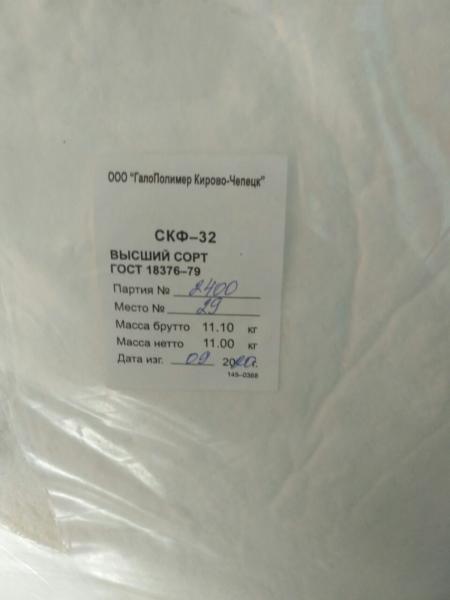 ООО "ГалоПолимер Кирово-Чепецк"
СКФ–32
ВЫСШИЙ СОРТ
ГОСТ 18376–79
Партия № 2400
Место № 29
Масса брутто 11.10 кг
Масса нетто 11.00 кг
Дата изг. 09 2020г.
145–0368